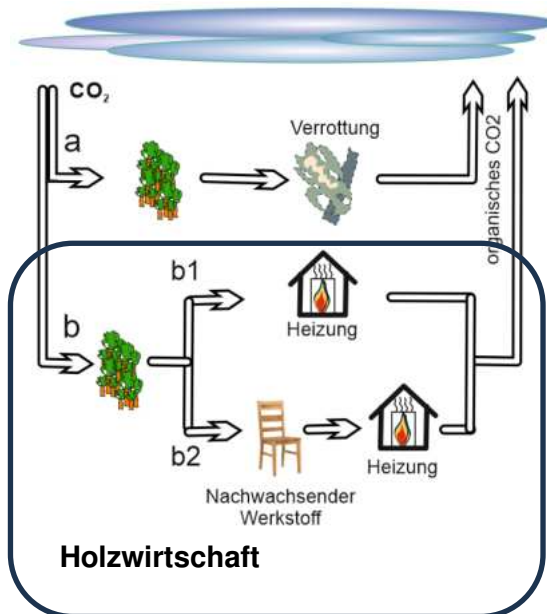 CO₂
a
Verrottung
organisches CO2
b1
Heizung
b
b2
Heizung
Nachwachsender
Werkstoff
Holzwirtschaft